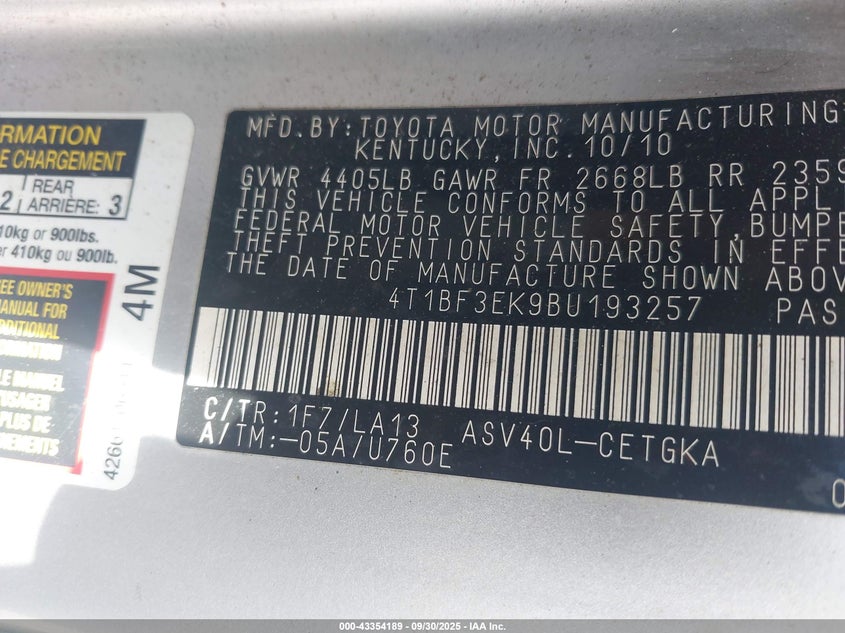 ORMATION
E CHARGEMENT
2 REAR ARRIÈRE: 3
10kg or 900lbs.
er 410kg ou 900lb.
EE OWNER'S
MANUAL FOR
DDITIONAL
ORMATION
LE MANUEL
USAGER
PLUS DE
4M
MFD. BY: TOYOTA MOTOR MANUFACTURING
KENTUCKY, INC. 10/10
GVWR 4405LB GAWR FR 2668LB RR 2359
THIS VEHICLE CONFORMS TO ALL APPL
FEDERAL MOTOR VEHICLE SAFETY, BUMPE
THEFT PREVENTION STANDARDS IN EFFE
THE DATE OF MANUFACTURE SHOWN ABOV
4T1BF3EK9BU193257 PAS
C/TR: 1F7/LA13 ASV40L-CETGKA
A/TM:-05A/U760E
000-43354189 - 09/30/2025 - IAA Inc.